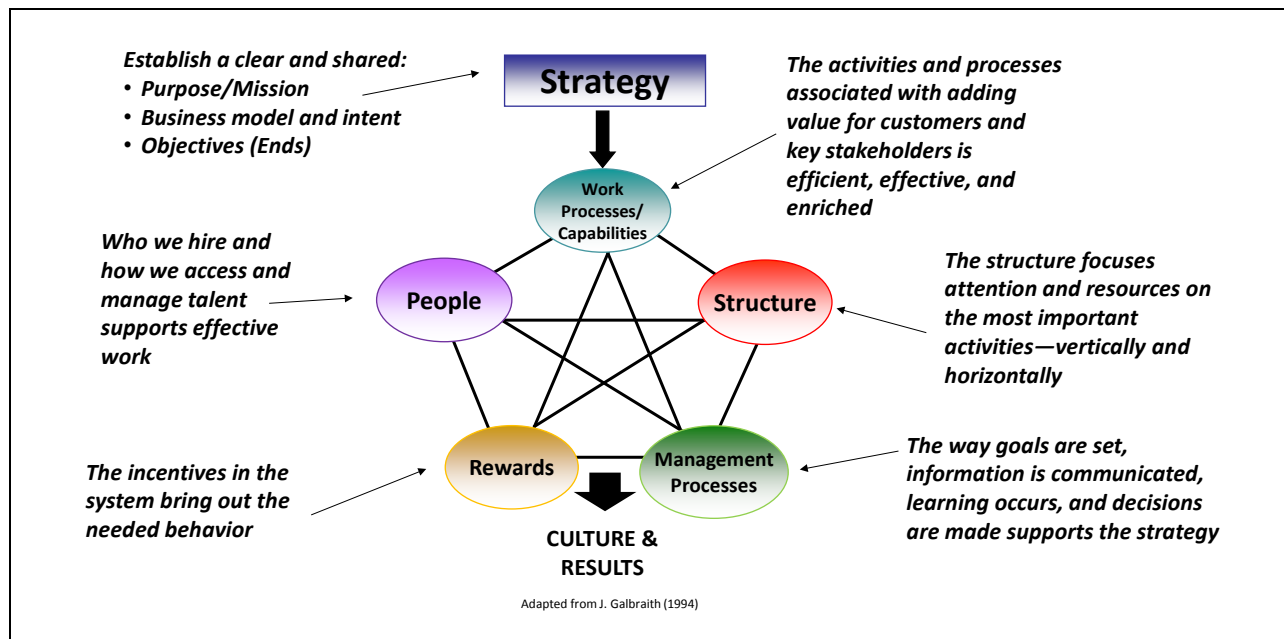 Establish a clear and shared:
• Purpose/Mission
• Business model and intent
• Objectives (Ends)
Strategy
The activities and processes
associated with adding
value for customers and
key stakeholders is
efficient, effective, and
enriched
Work
Processes/
Capabilities
Who we hire and
how we access and
manage talent
supports effective
work
People
Structure
The structure focuses
attention and resources on
the most important
activities—vertically and
horizontally
The incentives in the
system bring out the
needed behavior
Rewards
Management
Processes
The way goals are set,
information is communicated,
learning occurs, and decisions
are made supports the strategy
CULTURE &
RESULTS
Adapted from J. Galbraith (1994)